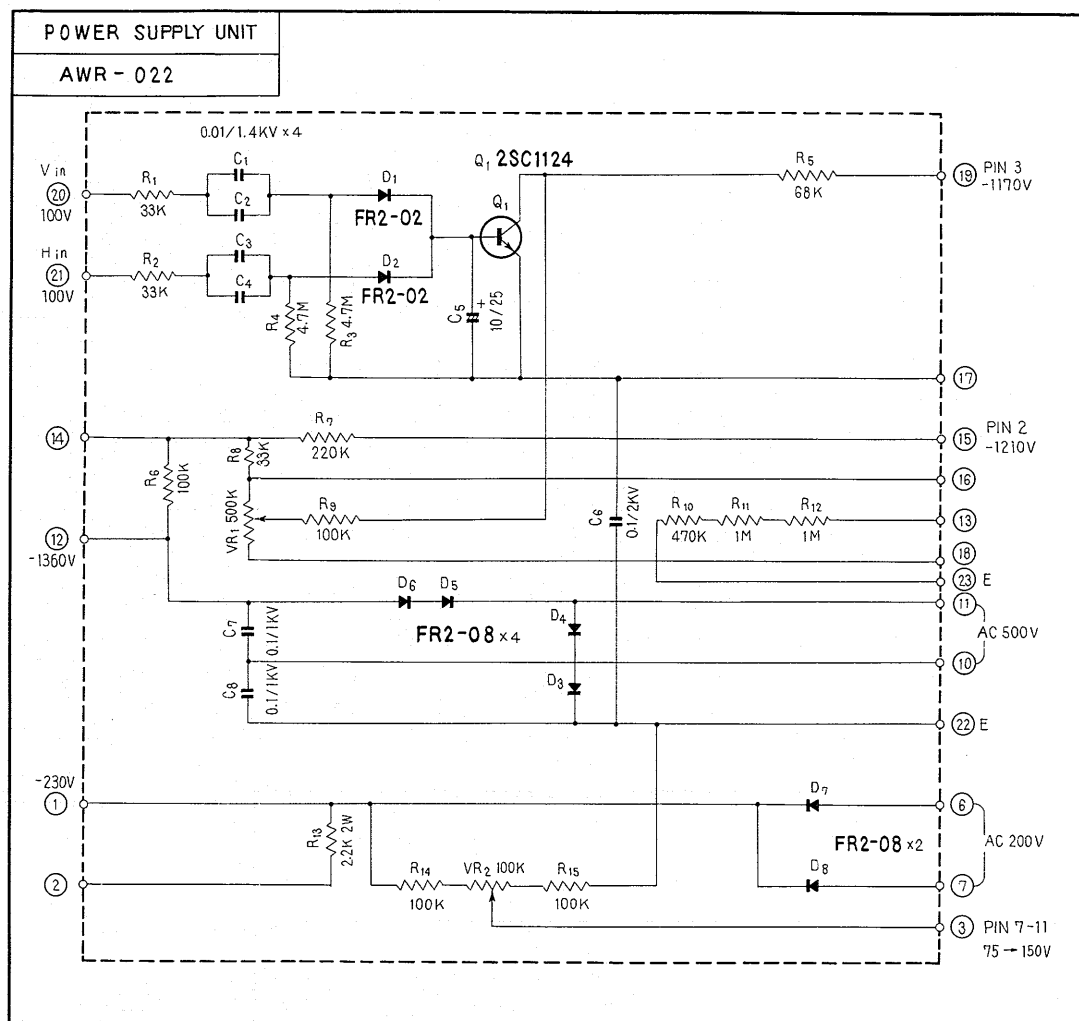 POWER SUPPLY UNIT
AWR-022
0.01/1.4KV × 4
V in
20
100V
R1
33K
C1
C2
D1
FR2-02
Q1 2SC1124
Q1
R5
68K
19 PIN 3
-1170V
H in
21
100V
R2
33K
C3
C4
D2
FR2-02
R4
4.7M
R3 4.7M
C5
+
10/25
17
14
R7
220K
15 PIN 2
-1210V
R6
100K
R8
33K
16
VR1 500K
R9
100K
C6
0.1/2KV
R10
470K
R11
1M
R12
1M
13
12
-1360V
18
23 E
D6
D5
FR2-08 ×4
D4
11
AC 500V
C7
0.1/1KV
10
C8
0.1/1KV
D3
22 E
-230V
1
D7
6
R13
2.2K 2W
FR2-08 ×2
AC 200V
D8
2
R14
100K
VR2 100K
R15
100K
7
3 PIN 7-11
75→150V